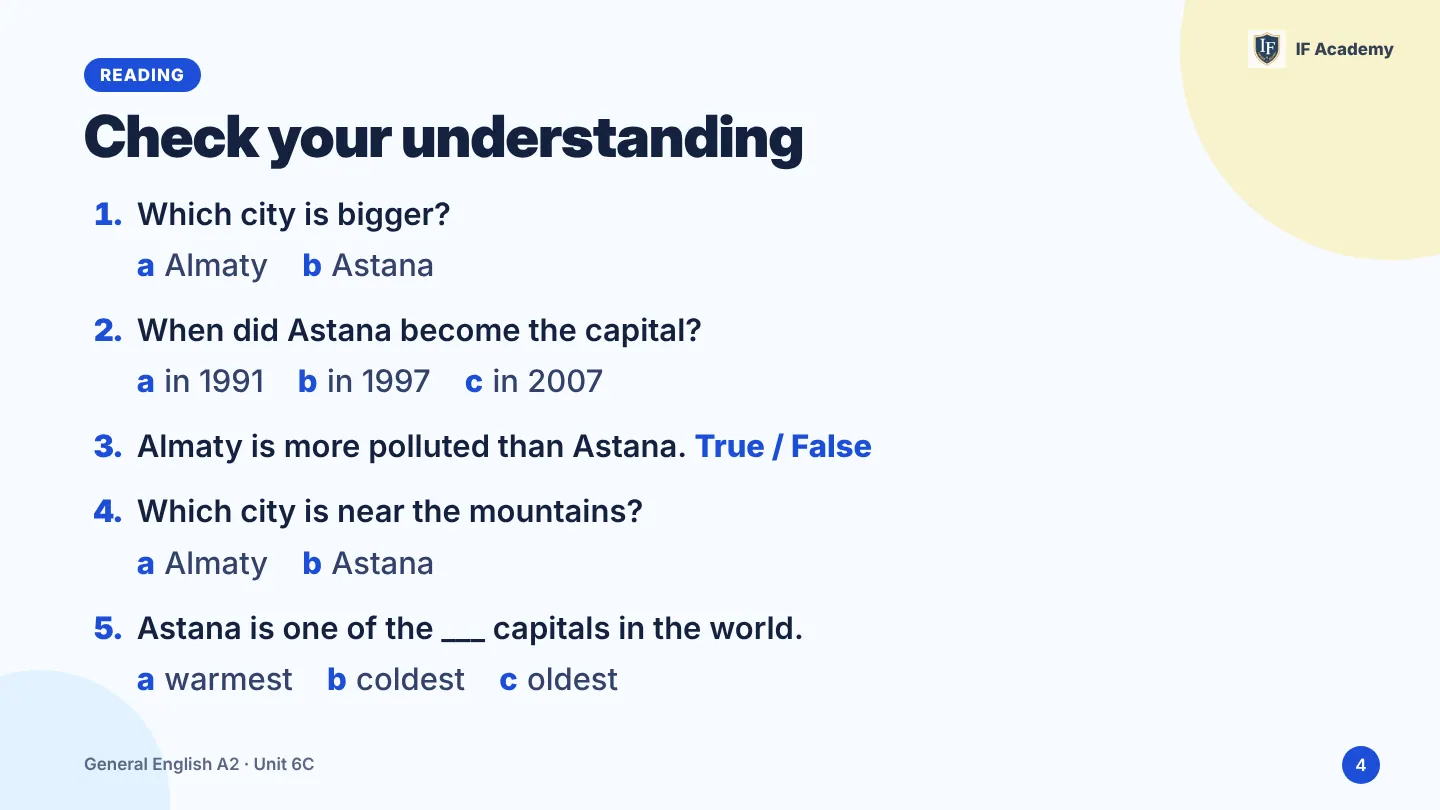 IF
IF Academy
READING
Check your understanding
1. Which city is bigger?
a Almaty b Astana
2. When did Astana become the capital?
a in 1991 b in 1997 c in 2007
3. Almaty is more polluted than Astana. True / False
4. Which city is near the mountains?
a Almaty b Astana
5. Astana is one of the ___ capitals in the world.
a warmest b coldest c oldest
General English A2 · Unit 6C
4